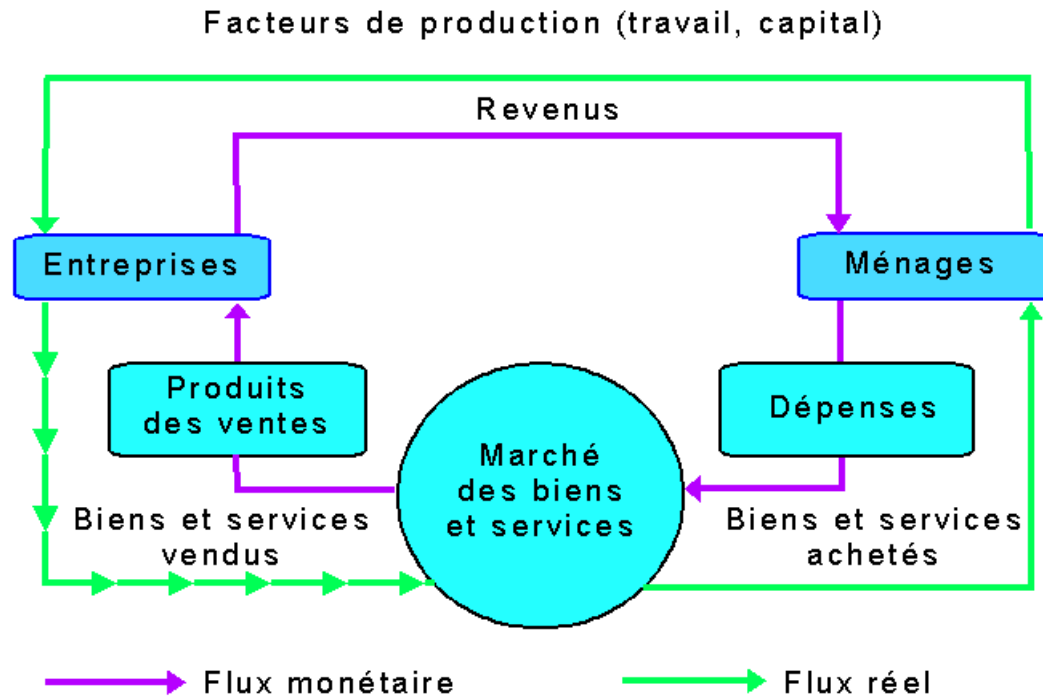 Facteurs de production (travail, capital)
Revenus
Entreprises
Ménages
Produits
des ventes
Dépenses
Marché
des biens
et services
Biens et services
vendus
Biens et services
achetés
Flux monétaire
Flux réel